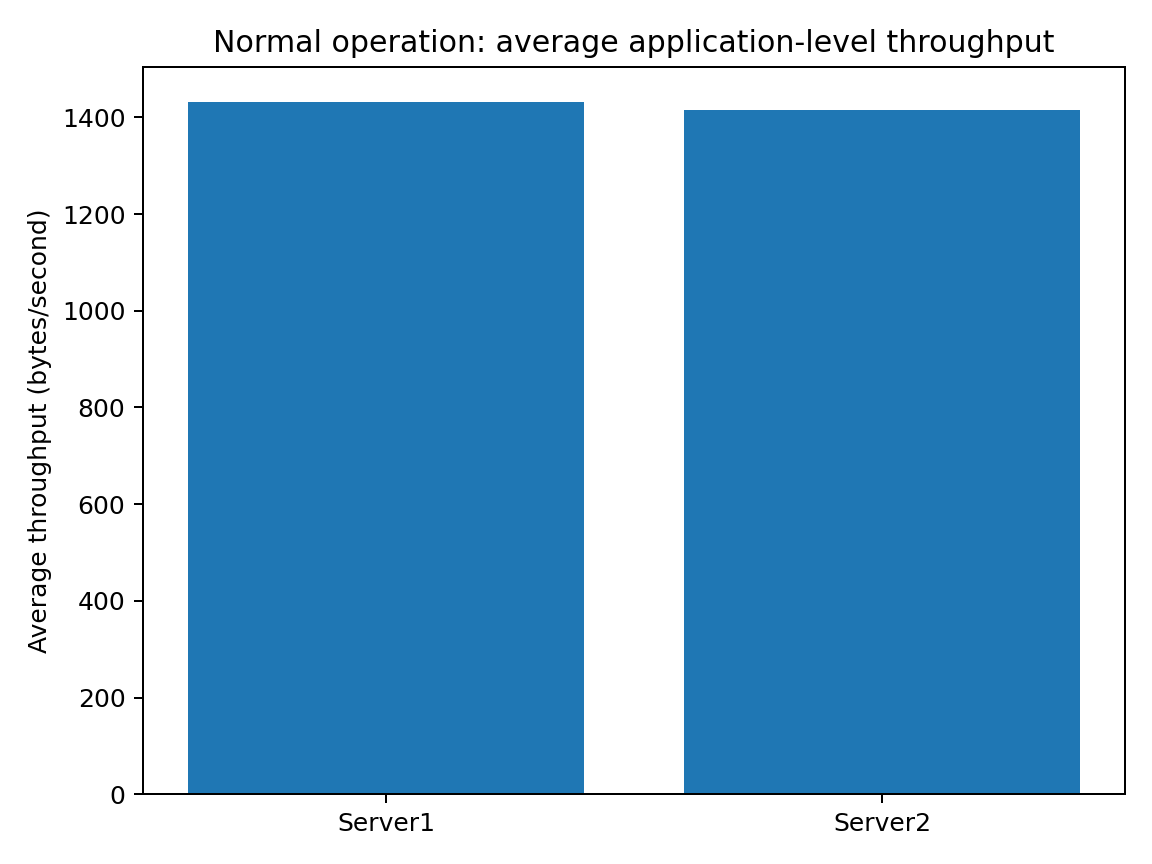 Normal operation: average application-level throughput
Average throughput (bytes/second)
1400
1200
1000
800
600
400
200
0
Server1
Server2